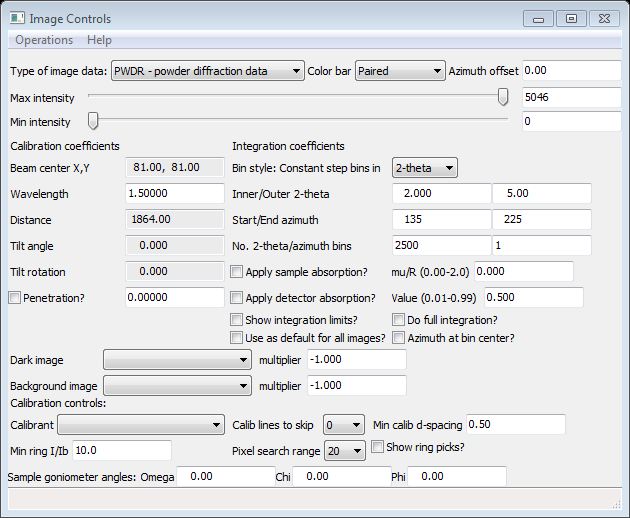 Image Controls
Operations Help
Type of image data: PWDR - powder diffraction data Color bar Paired Azimuth offset 0.00
Max intensity 5046
Min intensity 0
Calibration coefficients Integration coefficients
Beam center X,Y 81.00, 81.00 Bin style: Constant step bins in 2-theta
Wavelength 1.50000 Inner/Outer 2-theta 2.000 5.00
Distance 1864.00 Start/End azimuth 135 225
Tilt angle 0.000 No. 2-theta/azimuth bins 2500 1
Tilt rotation 0.000 Apply sample absorption? mu/R (0.00-2.0) 0.000
Penetration? 0.00000 Apply detector absorption? Value (0.01-0.99) 0.500
Show integration limits? Do full integration?
Use as default for all images? Azimuth at bin center?
Dark image multiplier -1.000
Background image multiplier -1.000
Calibration controls:
Calibrant Calib lines to skip 0 Min calib d-spacing 0.50
Min ring I/Ib 10.0 Pixel search range 20 Show ring picks?
Sample goniometer angles: Omega 0.00 Chi 0.00 Phi 0.00